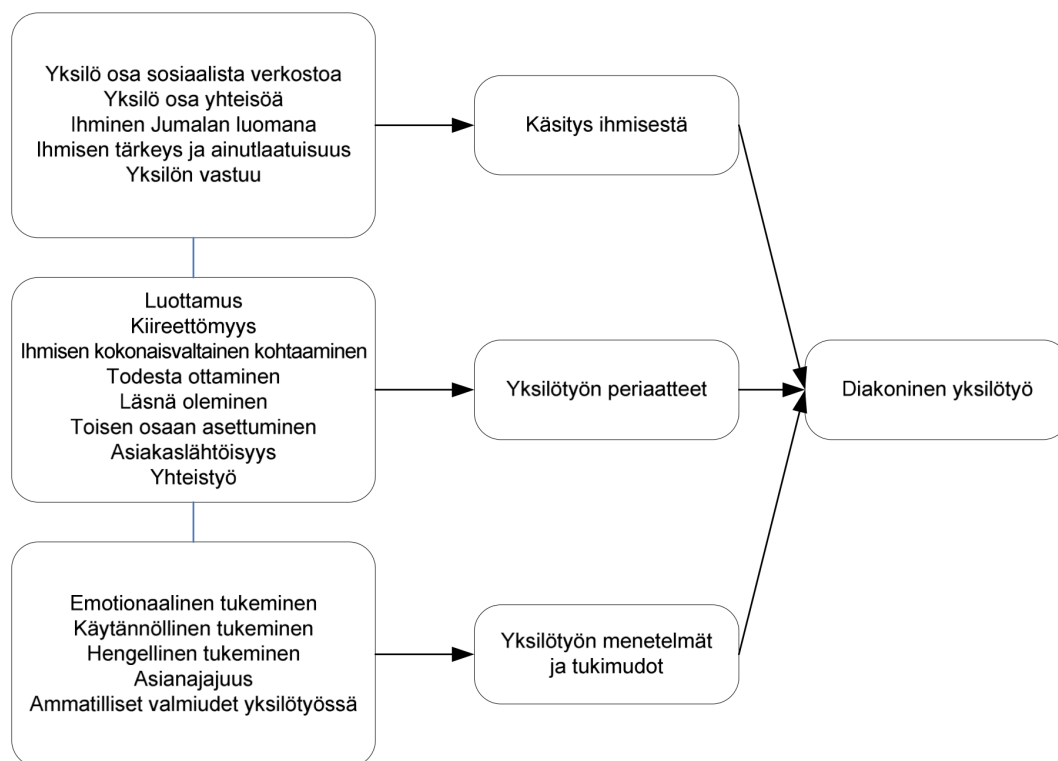 Yksilö osa sosiaalista verkostoa
Yksilö osa yhteisöä
Ihminen Jumalan luomana
Ihmisen tärkeys ja ainutlaatuisuus
Yksilön vastuu
Käsitys ihmisestä
Luottamus
Kiireettömyys
Ihmisen kokonaisvaltainen kohtaaminen
Todesta ottaminen
Läsnä oleminen
Toisen osaan asettuminen
Asiakaslähtöisyys
Yhteistyö
Yksilötyön periaatteet
Diakoninen yksilötyö
Emotionaalinen tukeminen
Käytännöllinen tukeminen
Hengellinen tukeminen
Asianajajuus
Ammatilliset valmiudet yksilötyössä
Yksilötyön menetelmät
ja tukimudot